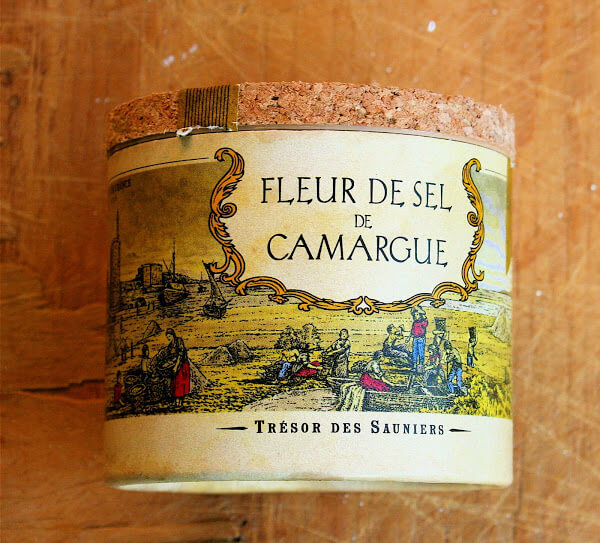 FLEUR DE SEL
DE
CAMARGUE
TRÉSOR DES SAUNIERS